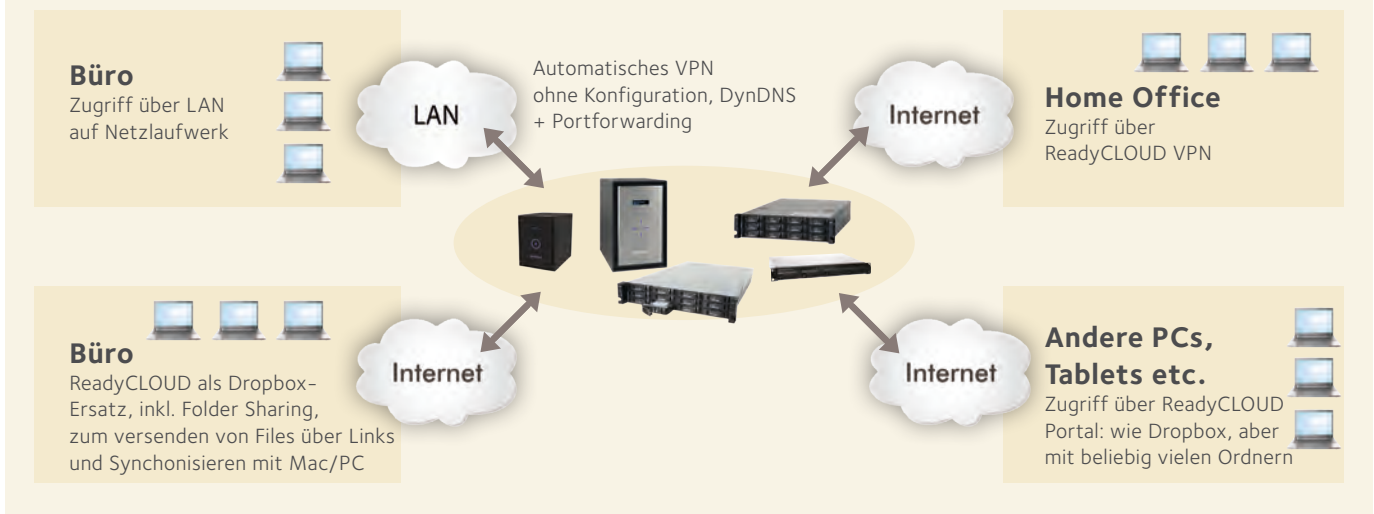 Büro
Zugriff über LAN
auf Netzlaufwerk
LAN
Automatisches VPN
ohne Konfiguration, DynDNS
+ Portforwarding
Internet
Home Office
Zugriff über
ReadyCLOUD VPN
Büro
ReadyCLOUD als Dropbox-
Ersatz, inkl. Folder Sharing,
zum versenden von Files über Links
und Synchonisieren mit Mac/PC
Internet
Internet
Andere PCs,
Tablets etc.
Zugriff über ReadyCLOUD
Portal: wie Dropbox, aber
mit beliebig vielen Ordnern